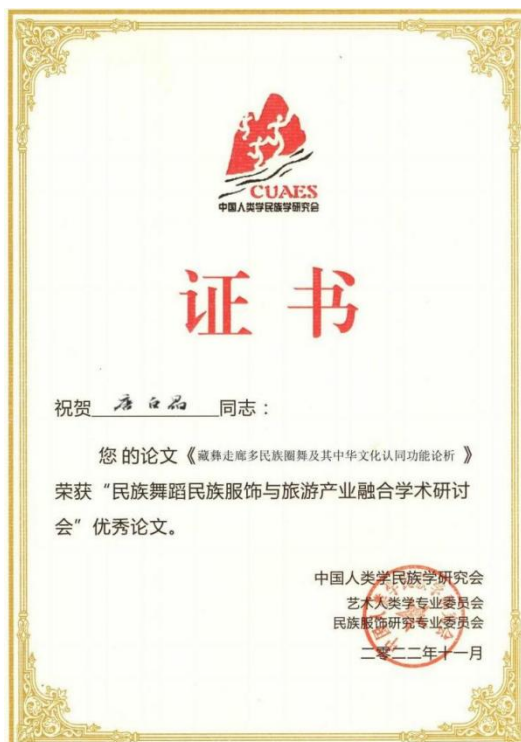 CUAES
中国人类学民族学研究会
证书
祝贺 唐白晶 同志：
您的论文《藏彝走廊多民族圈舞及其中华文化认同功能论析》
荣获“民族舞蹈民族服饰与旅游产业融合学术研讨
会”优秀论文。
中国人类学民族学研究会
艺术人类学专业委员会
民族服饰研究专业委员会
二零二二年十一月